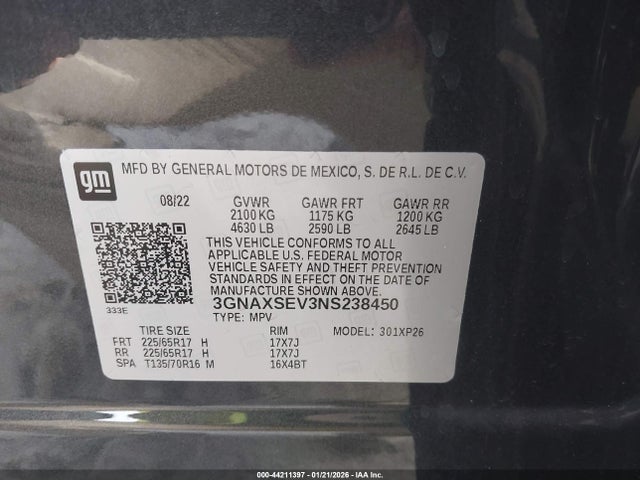 gm
MFD BY GENERAL MOTORS DE MEXICO, S. DE R.L. DE C.V.
08/22 GVWR GAWR FRT GAWR RR
2100 KG 1175 KG 1200 KG
4630 LB 2590 LB 2645 LB
THIS VEHICLE CONFORMS TO ALL
APPLICABLE U.S. FEDERAL MOTOR
VEHICLE SAFETY AND THEFT PREVENTION
STANDARDS IN EFFECT ON THE DATE OF
MANUFACTURE SHOWN ABOVE.
3GNAXSEV3NS238450
333E TYPE: MPV
TIRE SIZE RIM MODEL: 301XP26
FRT 225/65R17 H 17X7J
RR 225/65R17 H 17X7J
SPA T135/70R16 M 16X4BT
000-44211397 - 01/21/2026 - IAA Inc.